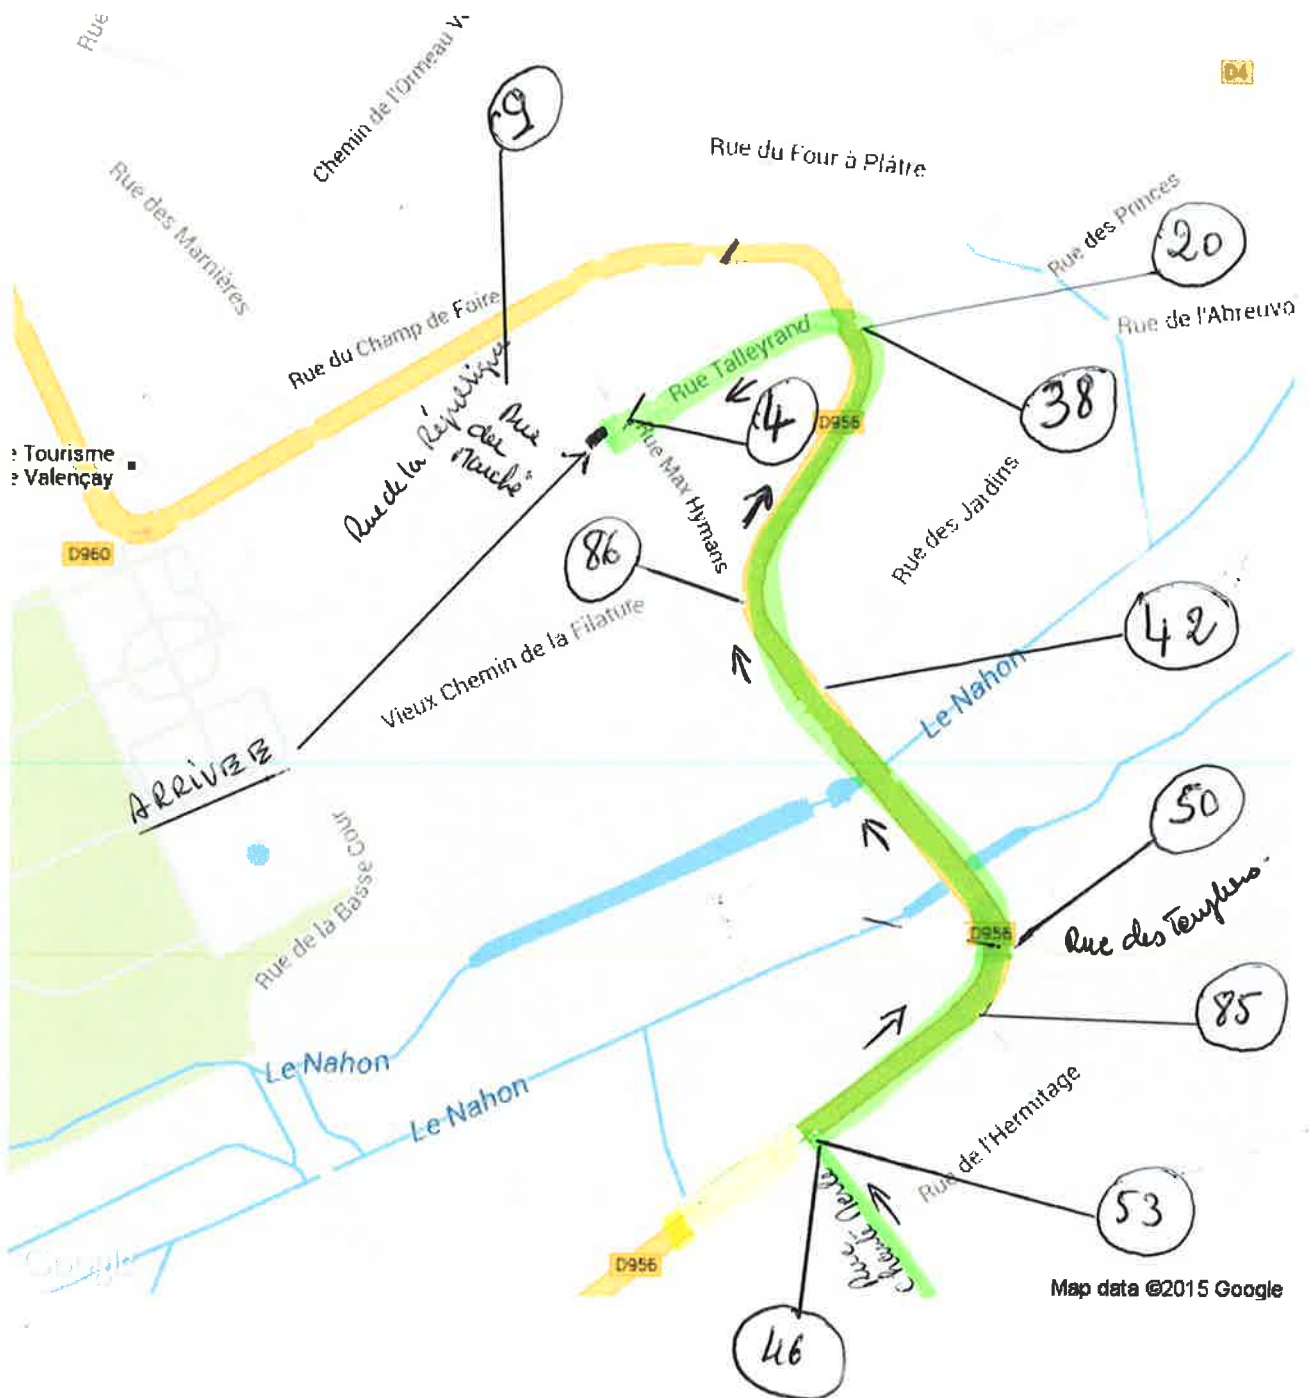 Rue
Chemin de l'Ormeau V
9
D4
Rue du Four à Plâtre
Rue des Marnières
Rue des Princes
20
Rue de l'Abreuvo
Rue du Champ de Foire
Rue Talleyrand
38
4
D956
Rue de la République
Rue
du
Marché
e Tourisme
e Valençay
Rue Max Hymans
Rue des Jardins
D960
86
Vieux Chemin de la Filature
42
Le Nahon
ARRIVEE
50
Rue de la Basse Cour
D956
Rue des
85
Le Nahon
Le Nahon
Rue de l'Hermitage
53
Rue
Google
D956
Map data ©2015 Google
46